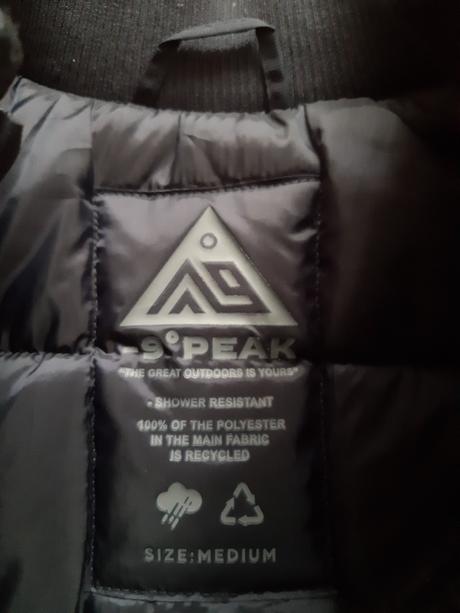 -9°PEAK
"THE GREAT OUTDOORS IS YOURS"
• SHOWER RESISTANT
100% OF THE POLYESTER
IN THE MAIN FABRIC
IS RECYCLED
SIZE:MEDIUM